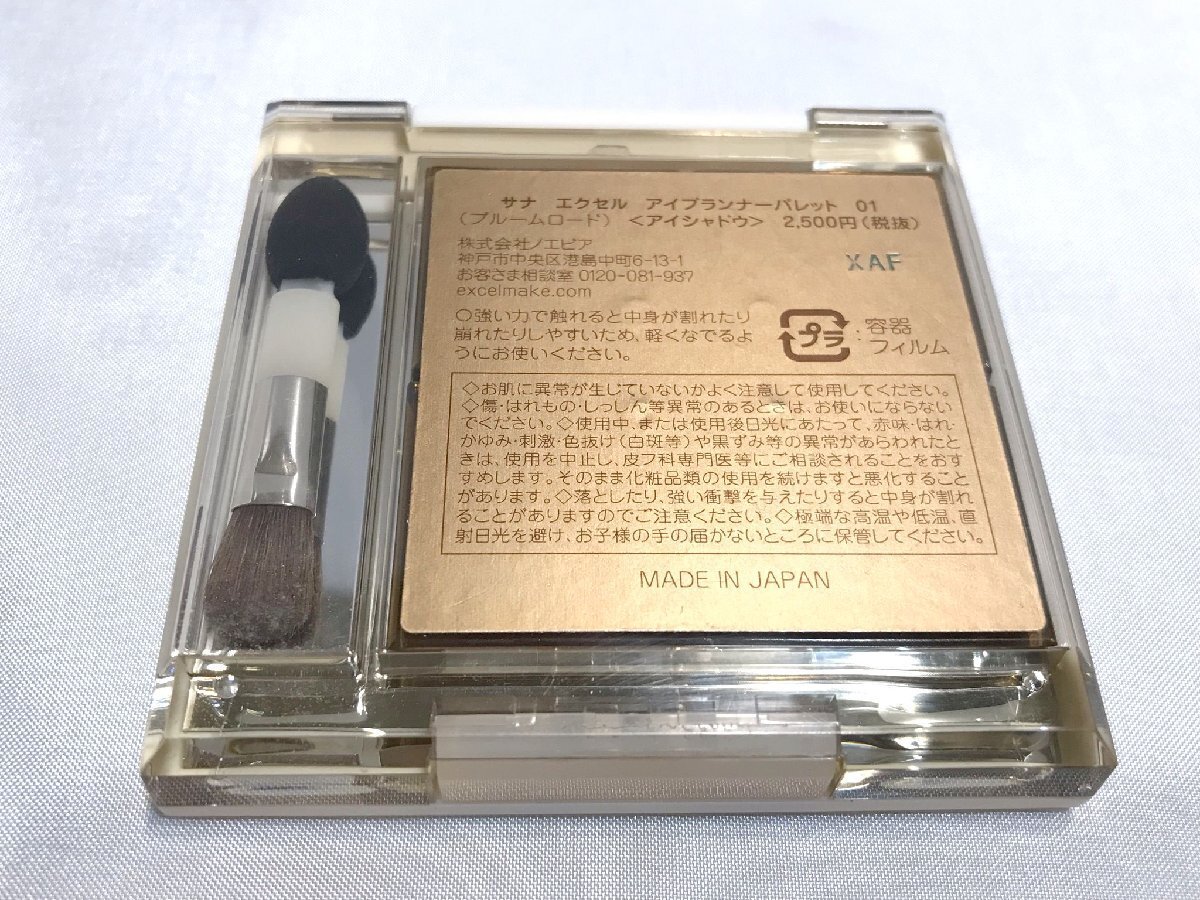 サナ エクセル アイプランナーパレット 01
(ブルームロード) <アイシャドウ> 2,500円(税抜)
株式会社ノエビア
神戸市中央区港島中町6-13-1
お客さま相談室 0120-081-937
excelmake.com
XAF
○強い力で触れると中身が割れたり
崩れたりしやすいため、軽くなでるよ
うにお使いください。
プラ
:容器
フィルム
◇お肌に異常が生じていないかよく注意して使用してください。
◇傷・はれもの・しっしん等異常のあるときは、お使いにならない
でください。◇使用中、または使用後日光にあたって、赤味・はれ・
かゆみ・刺激・色抜け(白斑等)や黒ずみ等の異常があらわれたと
きは、使用を中止し、皮フ科専門医等にご相談されることをおす
すめします。そのまま化粧品類の使用を続けますと悪化すること
があります。◇落としたり、強い衝撃を与えたりすると中身が割れ
ることがありますのでご注意ください。◇極端な高温や低温、直
射日光を避け、お子様の手の届かないところに保管してください。
MADE IN JAPAN